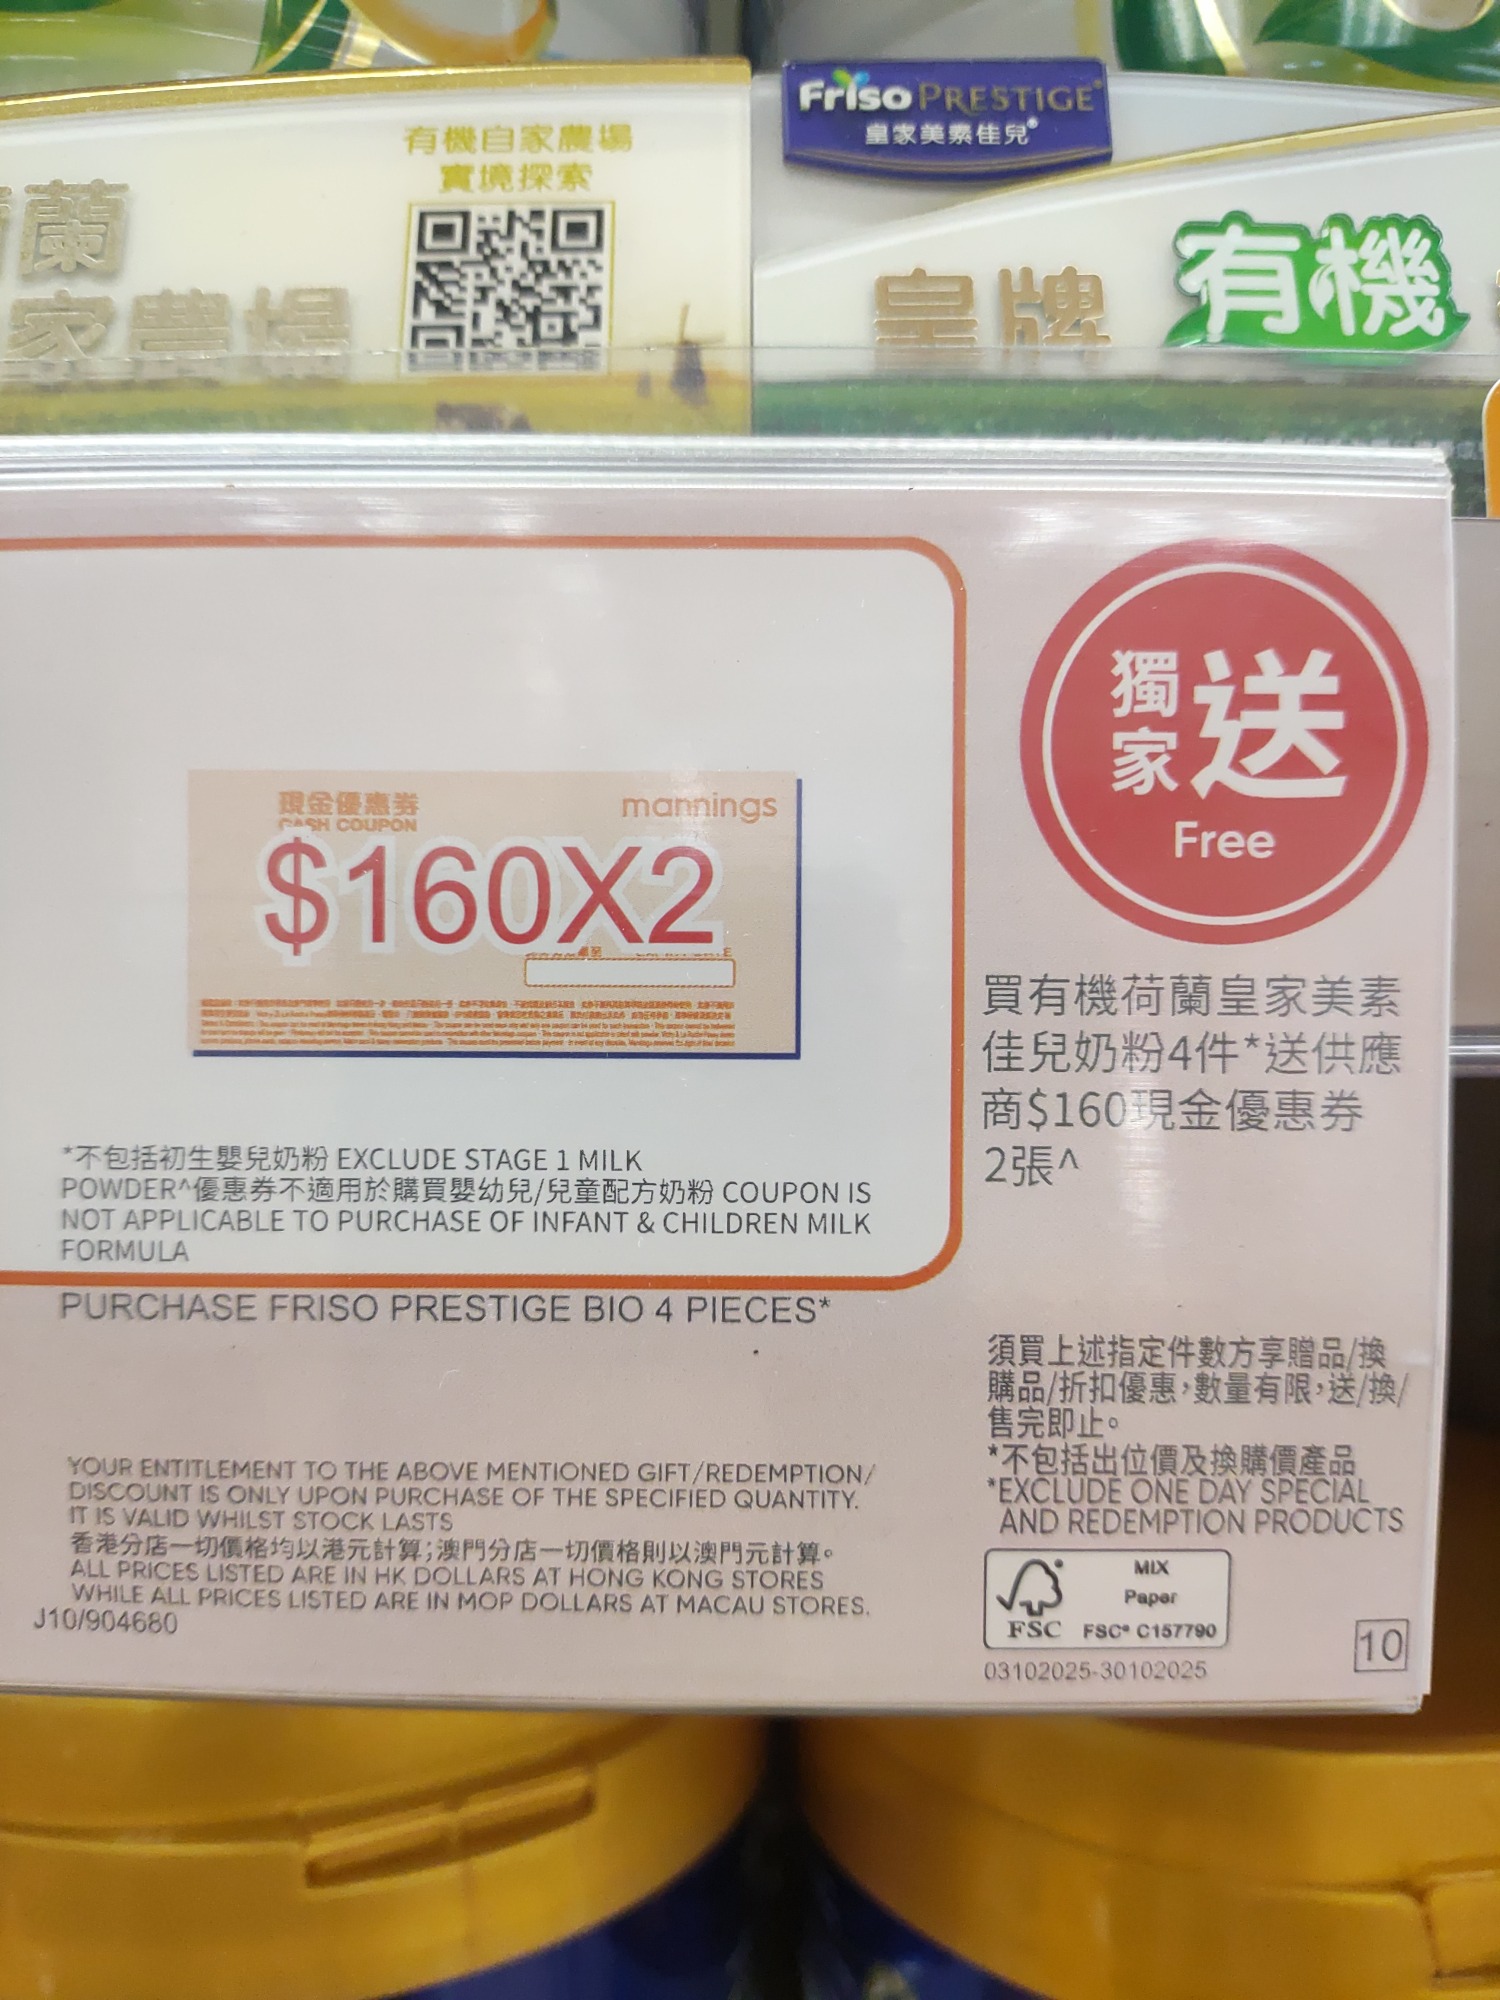 有機自家農場
實境探索
蘭
家農場
Friso PRESTIGE
皇家美素佳兒®
皇牌 有機
現金優惠券
CASH COUPON
mannings
$160X2
*不包括初生嬰兒奶粉 EXCLUDE STAGE 1 MILK
POWDER^優惠券不適用於購買嬰幼兒/兒童配方奶粉 COUPON IS
NOT APPLICABLE TO PURCHASE OF INFANT & CHILDREN MILK
FORMULA
PURCHASE FRISO PRESTIGE BIO 4 PIECES*
YOUR ENTITLEMENT TO THE ABOVE MENTIONED GIFT/REDEMPTION/
DISCOUNT IS ONLY UPON PURCHASE OF THE SPECIFIED QUANTITY.
IT IS VALID WHILST STOCK LASTS
香港分店一切價格均以港元計算;澳門分店一切價格則以澳門元計算。
ALL PRICES LISTED ARE IN HK DOLLARS AT HONG KONG STORES
WHILE ALL PRICES LISTED ARE IN MOP DOLLARS AT MACAU STORES.
J10/904680
獨家送
Free
買有機荷蘭皇家美素
佳兒奶粉4件*送供應
商$160現金優惠券
2張^
須買上述指定件數方享贈品/換
購品/折扣優惠,數量有限,送/換/
售完即止。
*不包括出位價及換購價產品
*EXCLUDE ONE DAY SPECIAL
AND REDEMPTION PRODUCTS
FSC
MIX
Paper
FSC® C157790
03102025-30102025
10